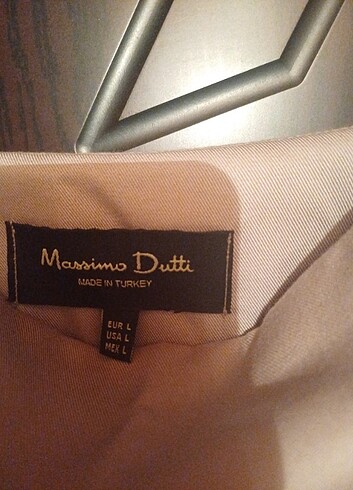 Massimo Dutti
MADE IN TURKEY
EUR L
USA L
MEX L